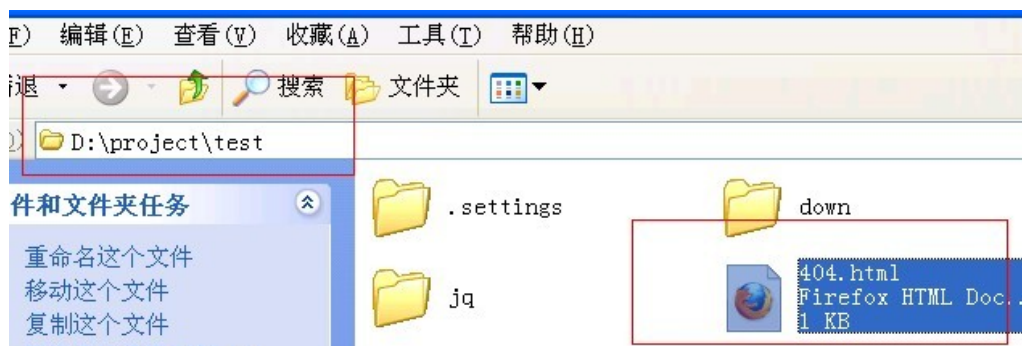 编辑(E) 查看(V) 收藏(A) 工具(T) 帮助(H)
退 搜索 文件夹
D:\project\test
件和文件夹任务
重命名这个文件
移动这个文件
复制这个文件
.settings
down
jq
404.html
Firefox HTML Doc...
1 KB